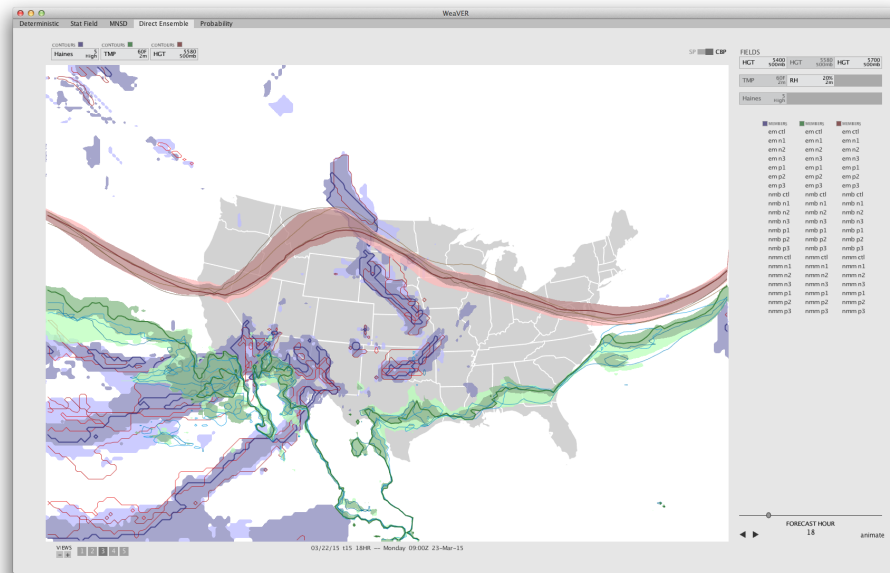 WeaVER
Deterministic Stat Field MNSD Direct Ensemble Probability
CONTOURS CONTOURS CONTOURS
Haines 5 High TMP 60F 2m HGT 5580 500mb
SP CBP
FIELDS
HGT 5400 500mb HGT 5580 500mb HGT 5700 500mb
TMP 60F 2m RH 20% 2m
Haines 5 High
MEMBERS MEMBERS MEMBERS
em ctl em ctl em ctl
em n1 em n1 em n1
em n2 em n2 em n2
em n3 em n3 em n3
em p1 em p1 em p1
em p2 em p2 em p2
em p3 em p3 em p3
nmb ctl nmb ctl nmb ctl
nmb n1 nmb n1 nmb n1
nmb n2 nmb n2 nmb n2
nmb n3 nmb n3 nmb n3
nmb p1 nmb p1 nmb p1
nmb p2 nmb p2 nmb p2
nmb p3 nmb p3 nmb p3
nmm ctl nmm ctl nmm ctl
nmm n1 nmm n1 nmm n1
nmm n2 nmm n2 nmm n2
nmm n3 nmm n3 nmm n3
nmm p1 nmm p1 nmm p1
nmm p2 nmm p2 nmm p2
nmm p3 nmm p3 nmm p3
FORECAST HOUR
18
animate
VIEWS
- + 1 2 3 4 5
03/22/15 t15 18HR — Monday 09:00Z 23-Mar-15